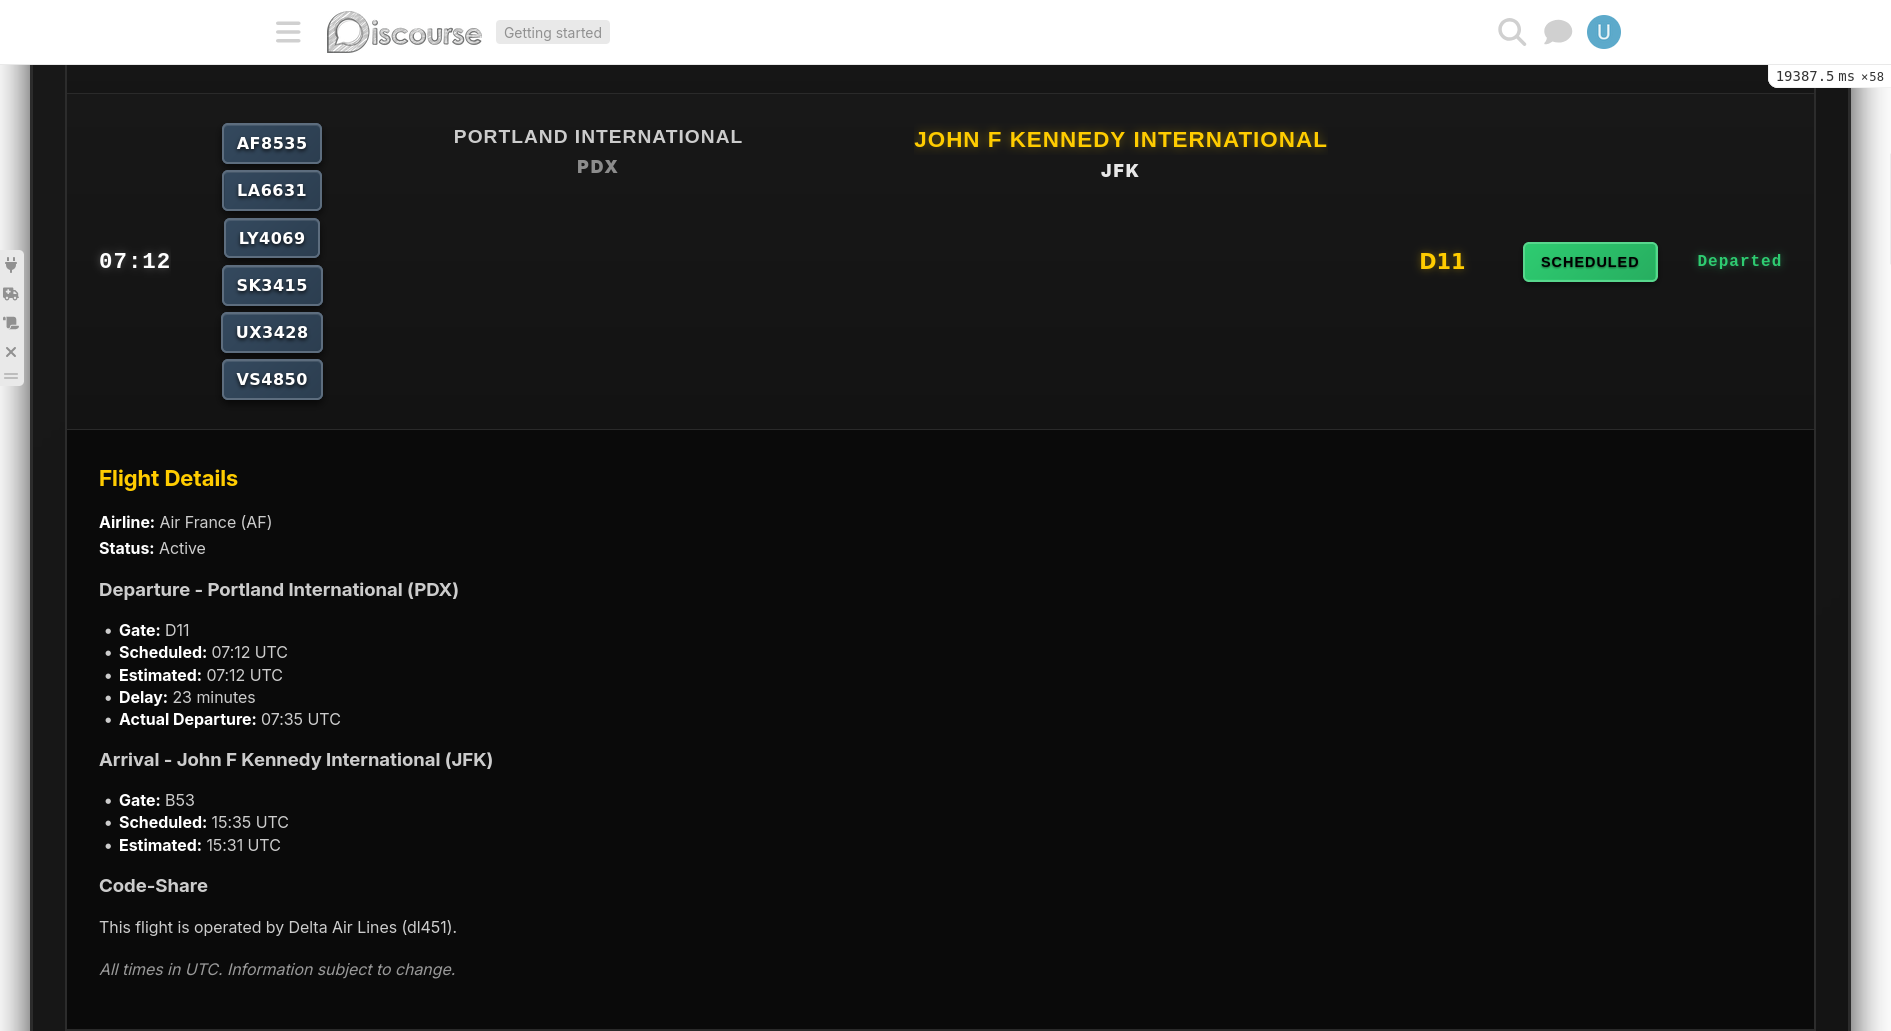 Discourse
Getting started
U
19387.5 ms ×58
07:12
AF8535
LA6631
LY4069
SK3415
UX3428
VS4850
PORTLAND INTERNATIONAL
PDX
JOHN F KENNEDY INTERNATIONAL
JFK
D11
SCHEDULED
Departed
Flight Details
Airline: Air France (AF)
Status: Active
Departure - Portland International (PDX)
• Gate: D11
• Scheduled: 07:12 UTC
• Estimated: 07:12 UTC
• Delay: 23 minutes
• Actual Departure: 07:35 UTC
Arrival - John F Kennedy International (JFK)
• Gate: B53
• Scheduled: 15:35 UTC
• Estimated: 15:31 UTC
Code-Share
This flight is operated by Delta Air Lines (dl451).
All times in UTC. Information subject to change.